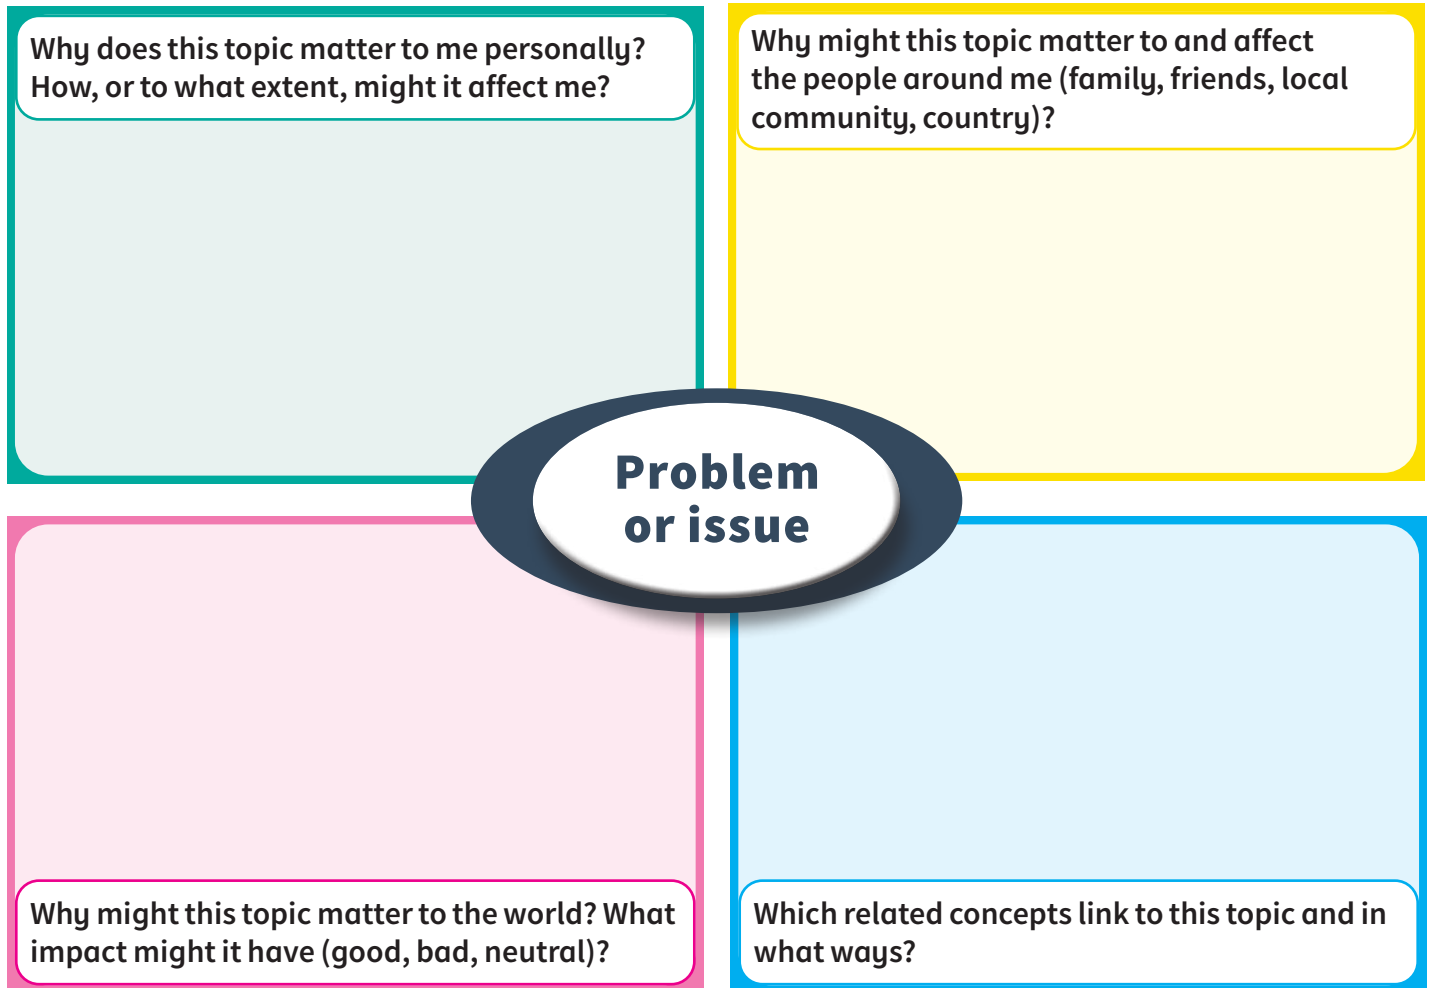 Why does this topic matter to me personally?
How, or to what extent, might it affect me?
Why might this topic matter to and affect
the people around me (family, friends, local
community, country)?
Problem
or issue
Why might this topic matter to the world? What
impact might it have (good, bad, neutral)?
Which related concepts link to this topic and in
what ways?